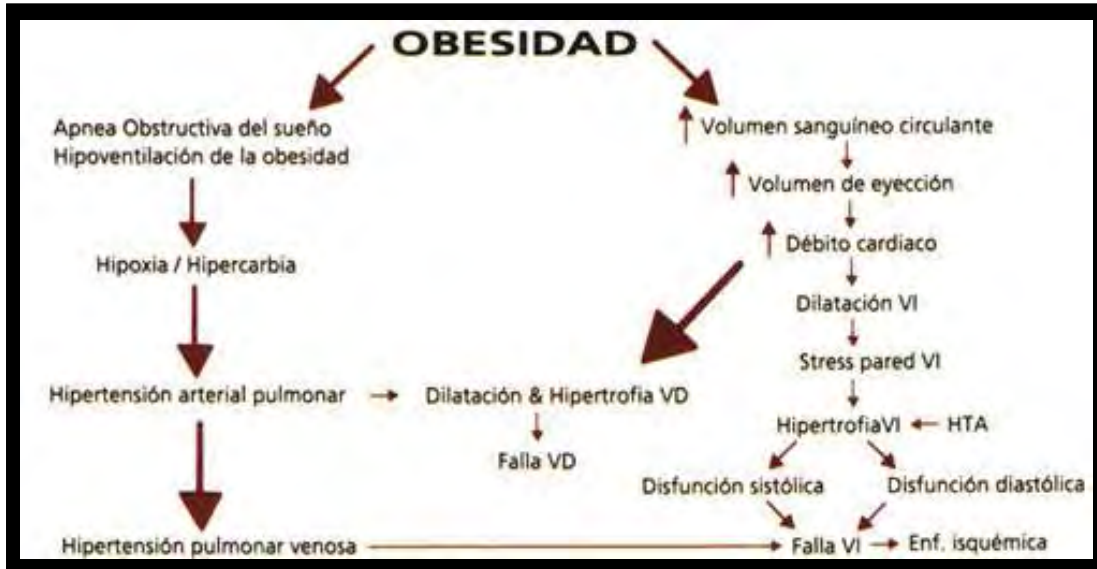 OBESIDAD
Apnea Obstructiva del sueño
Hipoventilación de la obesidad
Hipoxia / Hipercarbia
Hipertensión arterial pulmonar
Hipertensión pulmonar venosa
Dilatación & Hipertrofia VD
Falla VD
Volumen sanguíneo circulante
Volumen de eyección
Débito cardiaco
Dilatación VI
Stress pared VI
HipertrofiaVI
HTA
Disfunción sistólica
Disfunción diastólica
Falla VI
Enf. isquémica